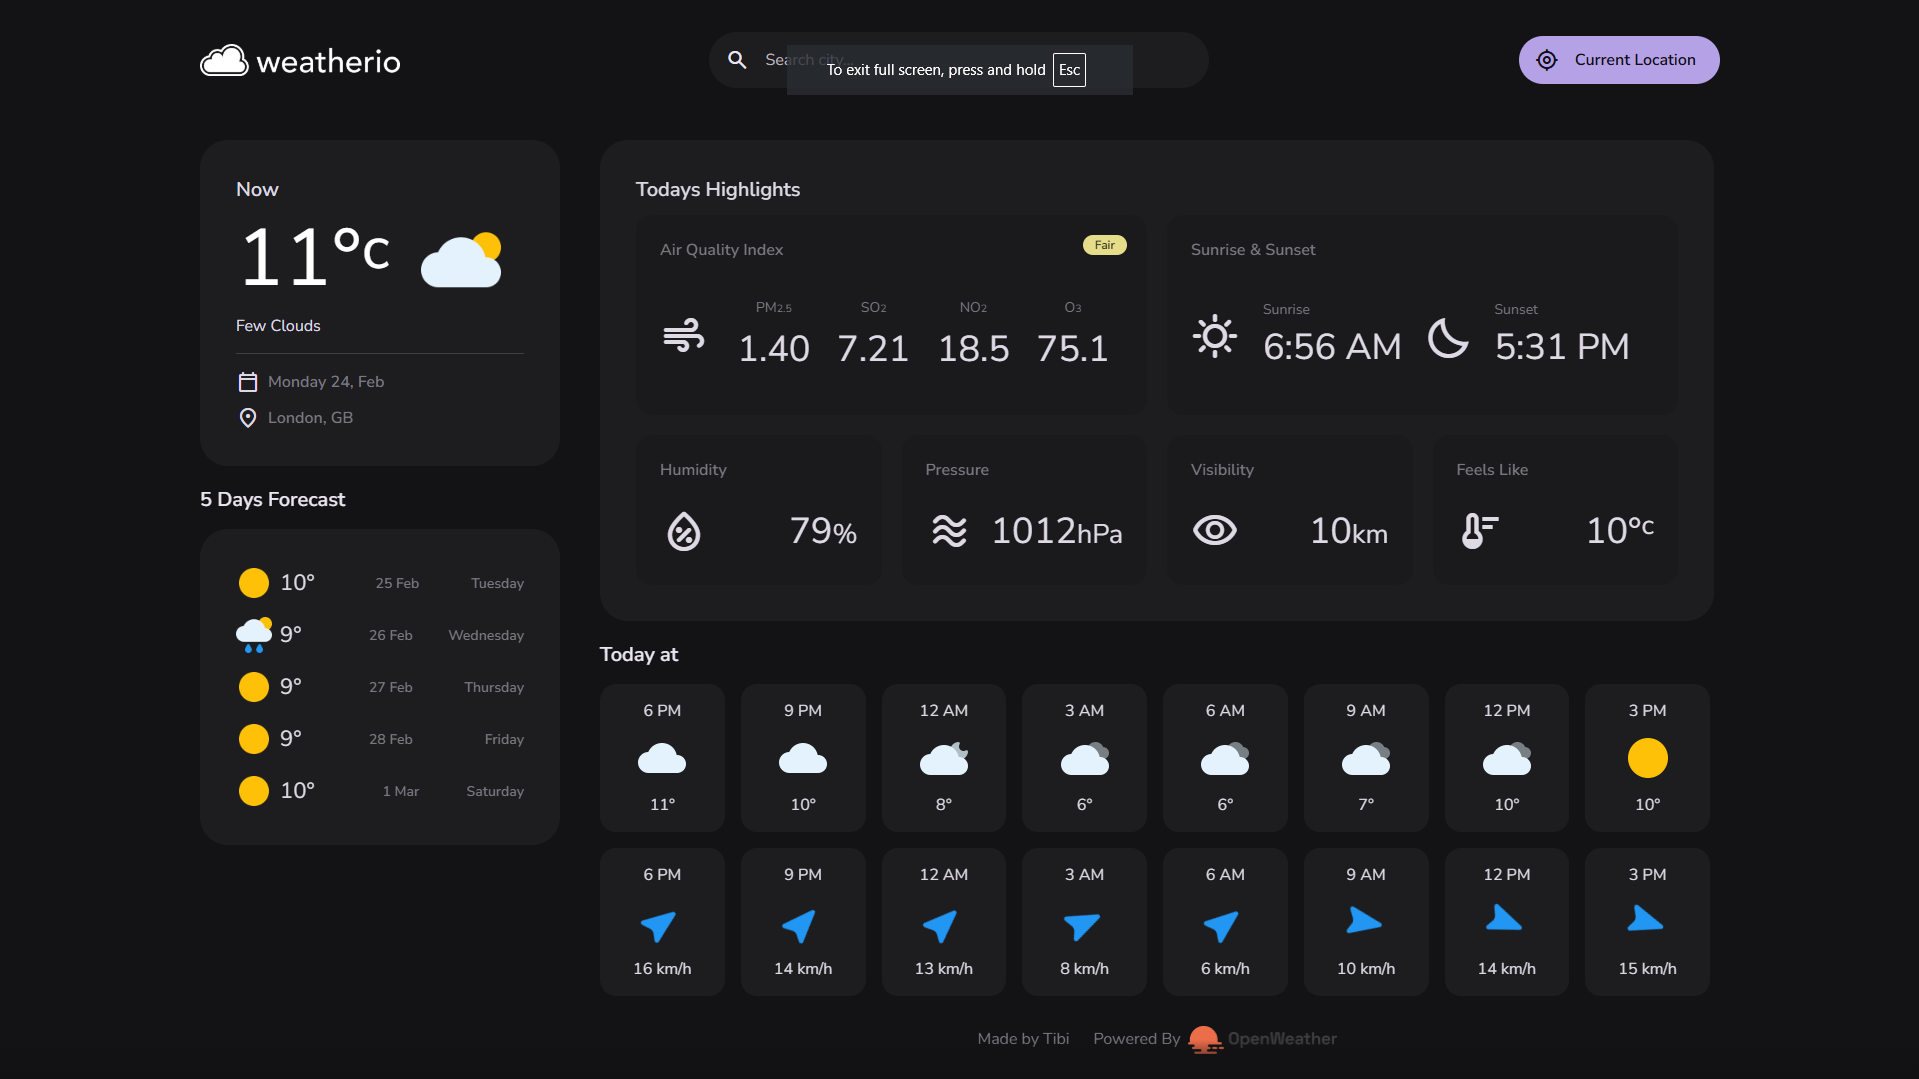 weatherio
Search city...
To exit full screen, press and hold Esc
Current Location
Now
11°c
Few Clouds
Monday 24, Feb
London, GB
5 Days Forecast
10° 25 Feb Tuesday
9° 26 Feb Wednesday
9° 27 Feb Thursday
9° 28 Feb Friday
10° 1 Mar Saturday
Todays Highlights
Air Quality Index
Fair
PM2.5 SO2 NO2 O3
1.40 7.21 18.5 75.1
Sunrise & Sunset
Sunrise
6:56 AM
Sunset
5:31 PM
Humidity
79%
Pressure
1012hPa
Visibility
10km
Feels Like
10°c
Today at
6 PM 9 PM 12 AM 3 AM 6 AM 9 AM 12 PM 3 PM
11° 10° 8° 6° 6° 7° 10° 10°
6 PM 9 PM 12 AM 3 AM 6 AM 9 AM 12 PM 3 PM
16 km/h 14 km/h 13 km/h 8 km/h 6 km/h 10 km/h 14 km/h 15 km/h
Made by Tibi Powered By OpenWeather